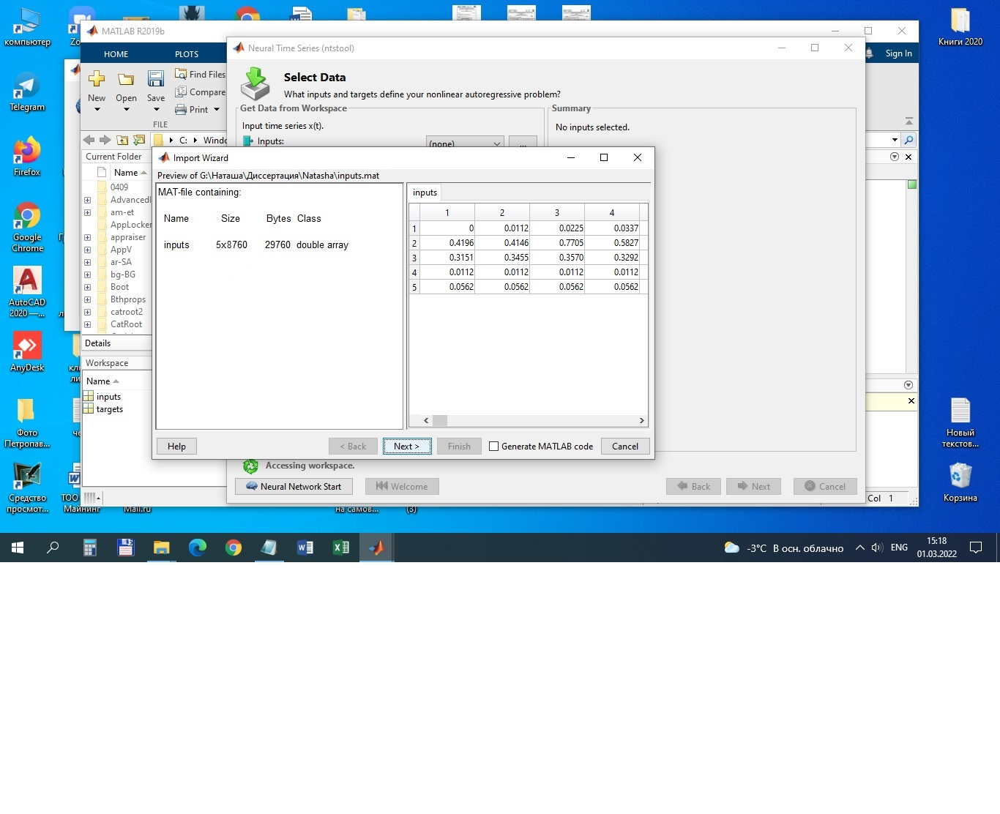 компьютер
Zo
Книги 2020
MATLAB R2019b
HOME
PLOTS
Sign In
Neural Time Series (ntstool)
Select Data
What inputs and targets define your nonlinear autoregressive problem?
Get Data from Workspace
Input time series x(t).
Inputs:
(none)
...
Summary
No inputs selected.
New
Open
Save
Find Files
Compare
Print
FILE
C:
Windo
Current Folder
Name
0409
AdvancedI
am-et
AppLocker
appraiser
AppV
ar-SA
bg-BG
Boot
Bthprops
catroot2
CatRoot
Details
Workspace
Name
inputs
targets
Import Wizard
Preview of G:\Наташа\Диссертация\Natasha\inputs.mat
MAT-file containing:
Name Size Bytes Class
inputs 5x8760 29760 double array
inputs
1 2 3 4
1 0 0.0112 0.0225 0.0337
2 0.4196 0.4146 0.7705 0.5827
3 0.3151 0.3455 0.3570 0.3292
4 0.0112 0.0112 0.0112 0.0112
5 0.0562 0.0562 0.0562 0.0562
Help
< Back
Next >
Finish
Generate MATLAB code
Cancel
Accessing workspace.
Neural Network Start
Welcome
Back
Next
Cancel
Col 1
Telegram
Firefox
Google
Chrome
AutoCAD
2020 —...
AnyDesk
Фото
Петропав...
Средство
просмот...
ТОО
Майнинг
Mail.ru
на самов...
(3)
Новый
текстов...
Корзина
-3°C В осн. облачно
ENG
15:18
01.03.2022